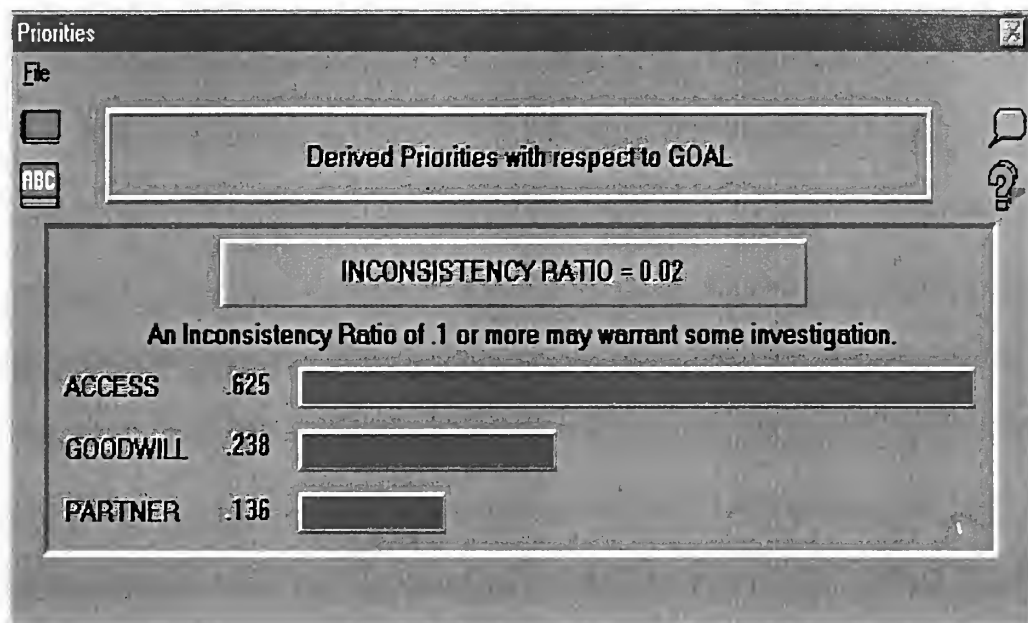 Priorities
File
ABC
Derived Priorities with respect to GOAL
INCONSISTENCY RATIO = 0.02
An Inconsistency Ratio of .1 or more may warrant some investigation.
ACCESS .625
GOODWILL .238
PARTNER .136